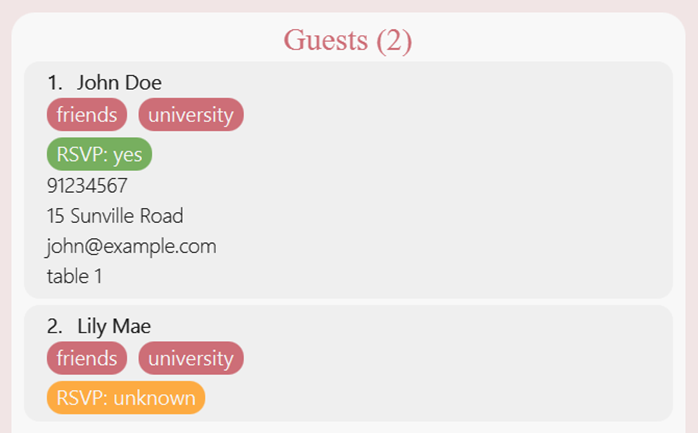 Guests (2)
1. John Doe
friends university
RSVP: yes
91234567
15 Sunville Road
john@example.com
table 1
2. Lily Mae
friends university
RSVP: unknown